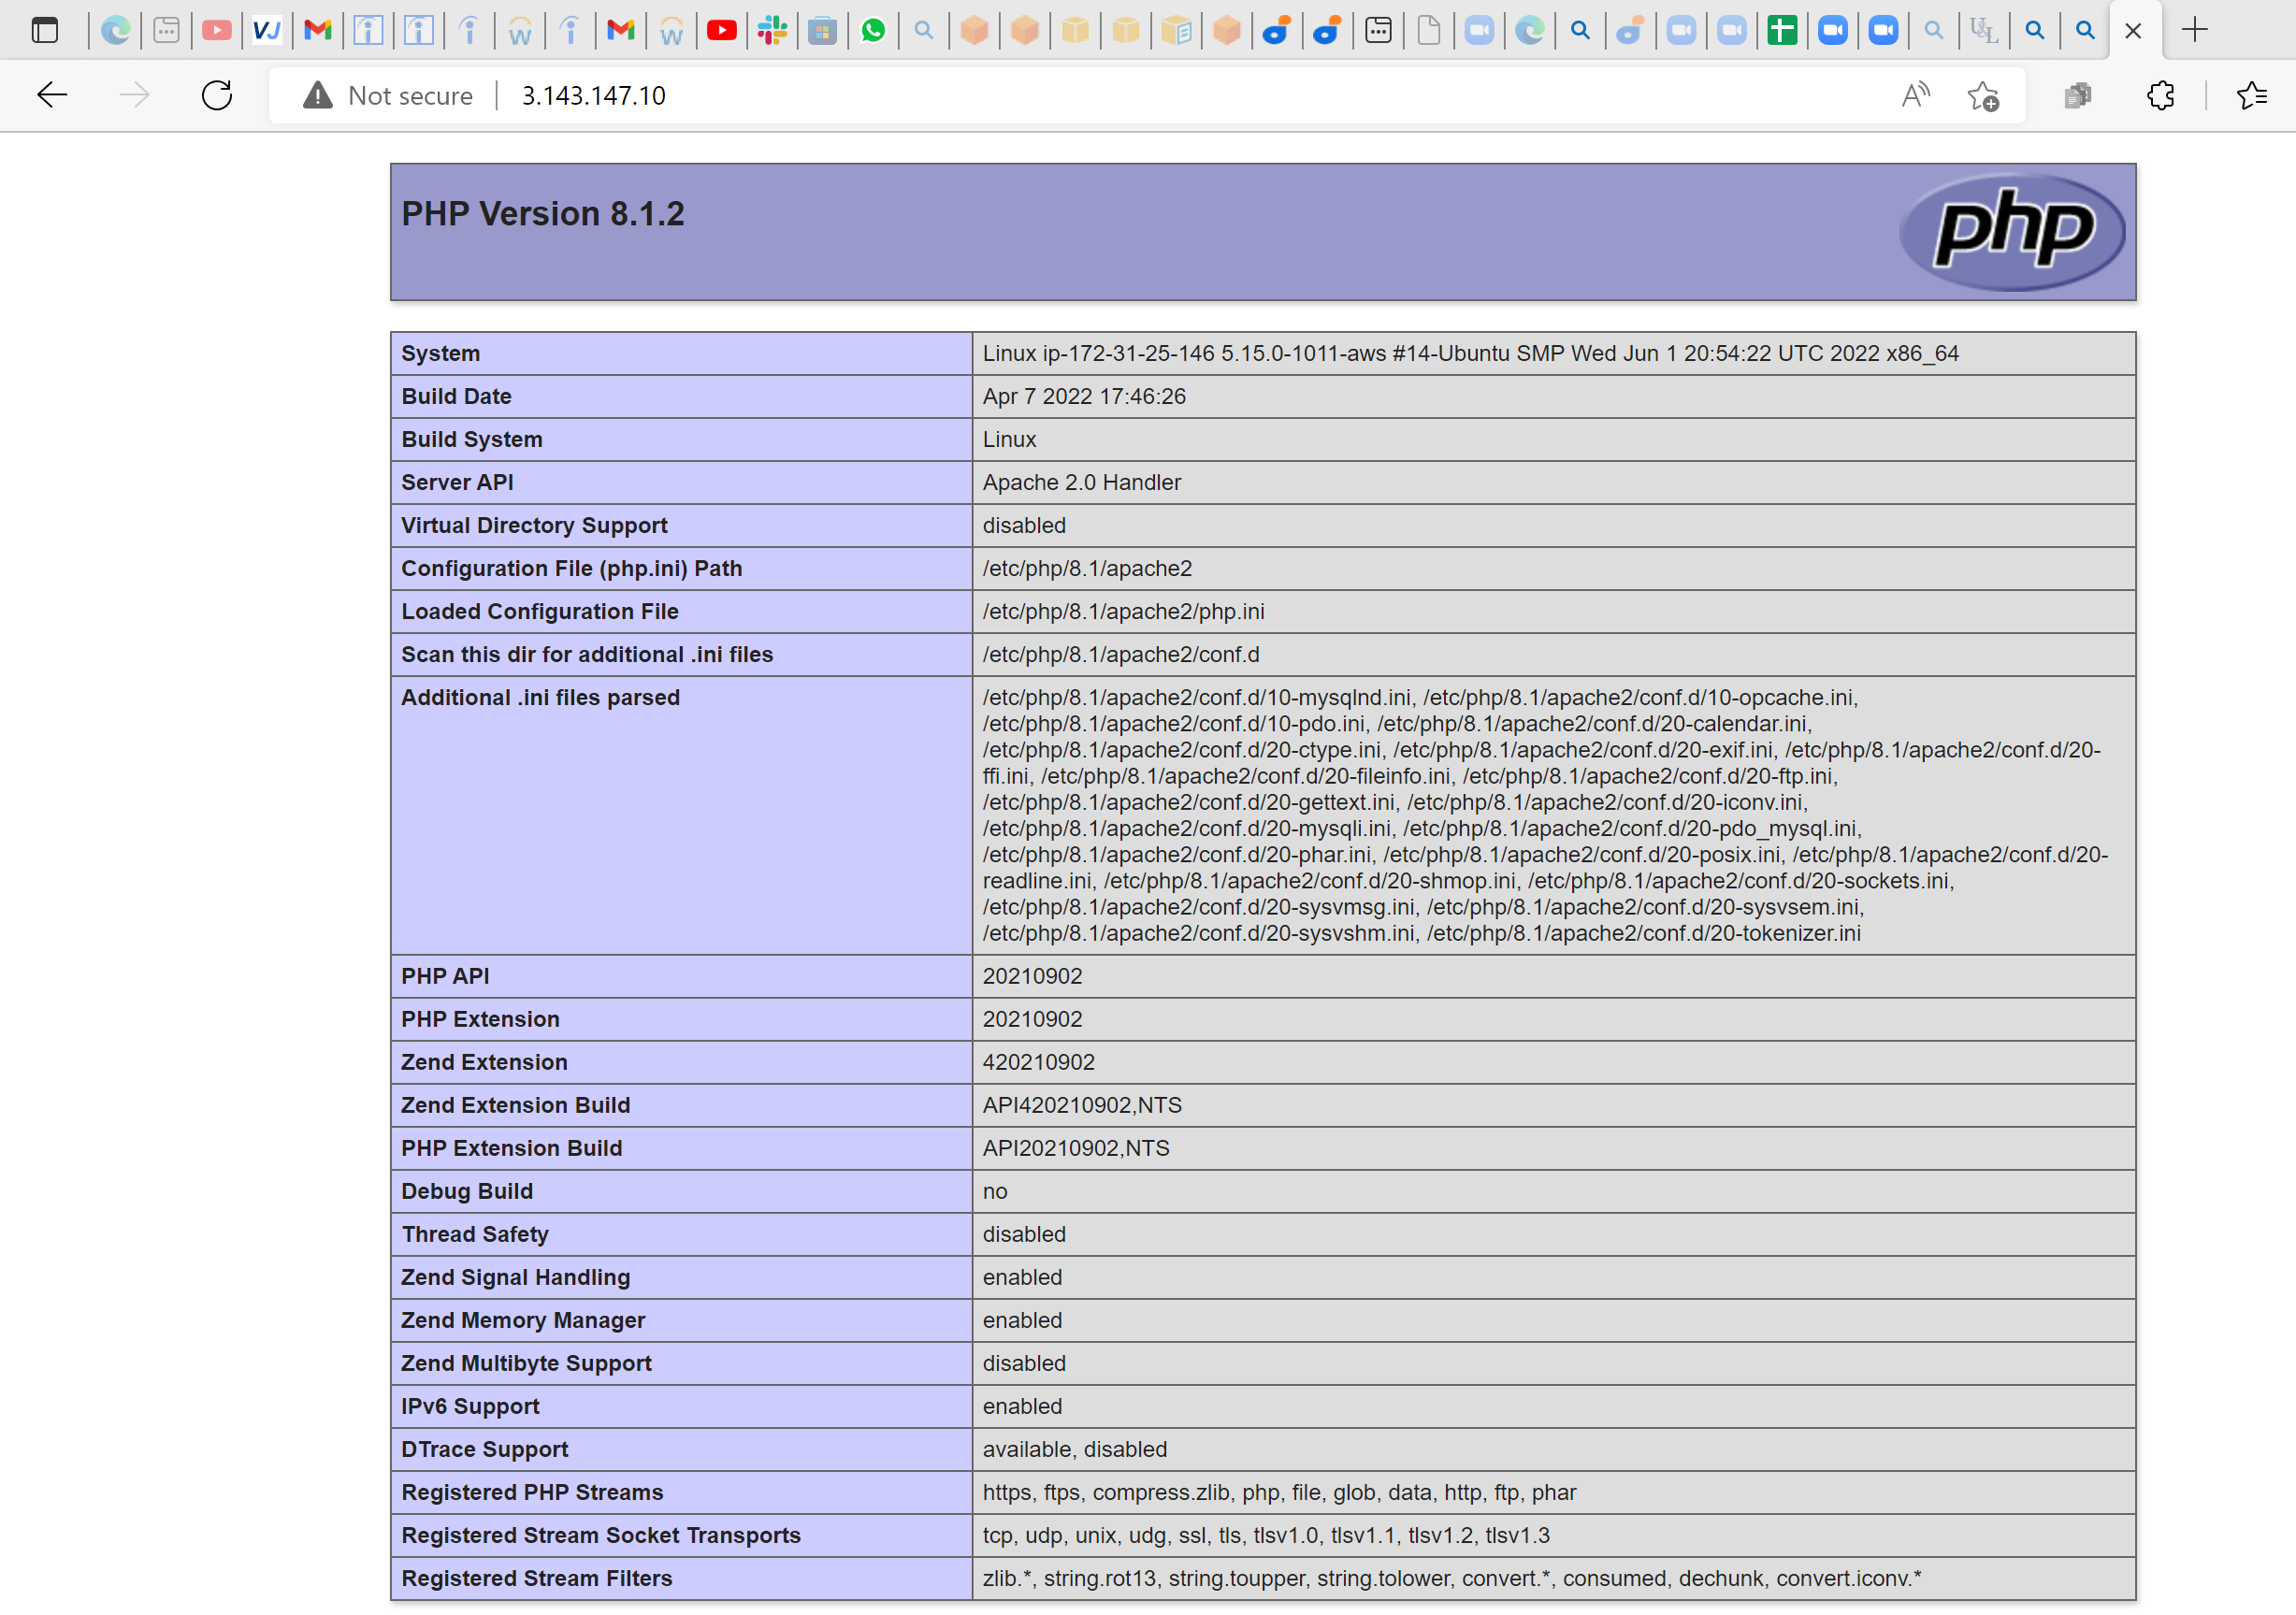 Not secure 3.143.147.10
PHP Version 8.1.2
php
System Linux ip-172-31-25-146 5.15.0-1011-aws #14-Ubuntu SMP Wed Jun 1 20:54:22 UTC 2022 x86_64
Build Date Apr 7 2022 17:46:26
Build System Linux
Server API Apache 2.0 Handler
Virtual Directory Support disabled
Configuration File (php.ini) Path /etc/php/8.1/apache2
Loaded Configuration File /etc/php/8.1/apache2/php.ini
Scan this dir for additional .ini files /etc/php/8.1/apache2/conf.d
Additional .ini files parsed /etc/php/8.1/apache2/conf.d/10-mysqlnd.ini, /etc/php/8.1/apache2/conf.d/10-opcache.ini,
/etc/php/8.1/apache2/conf.d/10-pdo.ini, /etc/php/8.1/apache2/conf.d/20-calendar.ini,
/etc/php/8.1/apache2/conf.d/20-ctype.ini, /etc/php/8.1/apache2/conf.d/20-exif.ini, /etc/php/8.1/apache2/conf.d/20-
ffi.ini, /etc/php/8.1/apache2/conf.d/20-fileinfo.ini, /etc/php/8.1/apache2/conf.d/20-ftp.ini,
/etc/php/8.1/apache2/conf.d/20-gettext.ini, /etc/php/8.1/apache2/conf.d/20-iconv.ini,
/etc/php/8.1/apache2/conf.d/20-mysqli.ini, /etc/php/8.1/apache2/conf.d/20-pdo_mysql.ini,
/etc/php/8.1/apache2/conf.d/20-phar.ini, /etc/php/8.1/apache2/conf.d/20-posix.ini, /etc/php/8.1/apache2/conf.d/20-
readline.ini, /etc/php/8.1/apache2/conf.d/20-shmop.ini, /etc/php/8.1/apache2/conf.d/20-sockets.ini,
/etc/php/8.1/apache2/conf.d/20-sysvmsg.ini, /etc/php/8.1/apache2/conf.d/20-sysvsem.ini,
/etc/php/8.1/apache2/conf.d/20-sysvshm.ini, /etc/php/8.1/apache2/conf.d/20-tokenizer.ini
PHP API 20210902
PHP Extension 20210902
Zend Extension 420210902
Zend Extension Build API420210902,NTS
PHP Extension Build API20210902,NTS
Debug Build no
Thread Safety disabled
Zend Signal Handling enabled
Zend Memory Manager enabled
Zend Multibyte Support disabled
IPv6 Support enabled
DTrace Support available, disabled
Registered PHP Streams https, ftps, compress.zlib, php, file, glob, data, http, ftp, phar
Registered Stream Socket Transports tcp, udp, unix, udg, ssl, tls, tlsv1.0, tlsv1.1, tlsv1.2, tlsv1.3
Registered Stream Filters zlib.*, string.rot13, string.toupper, string.tolower, convert.*, consumed, dechunk, convert.iconv.*